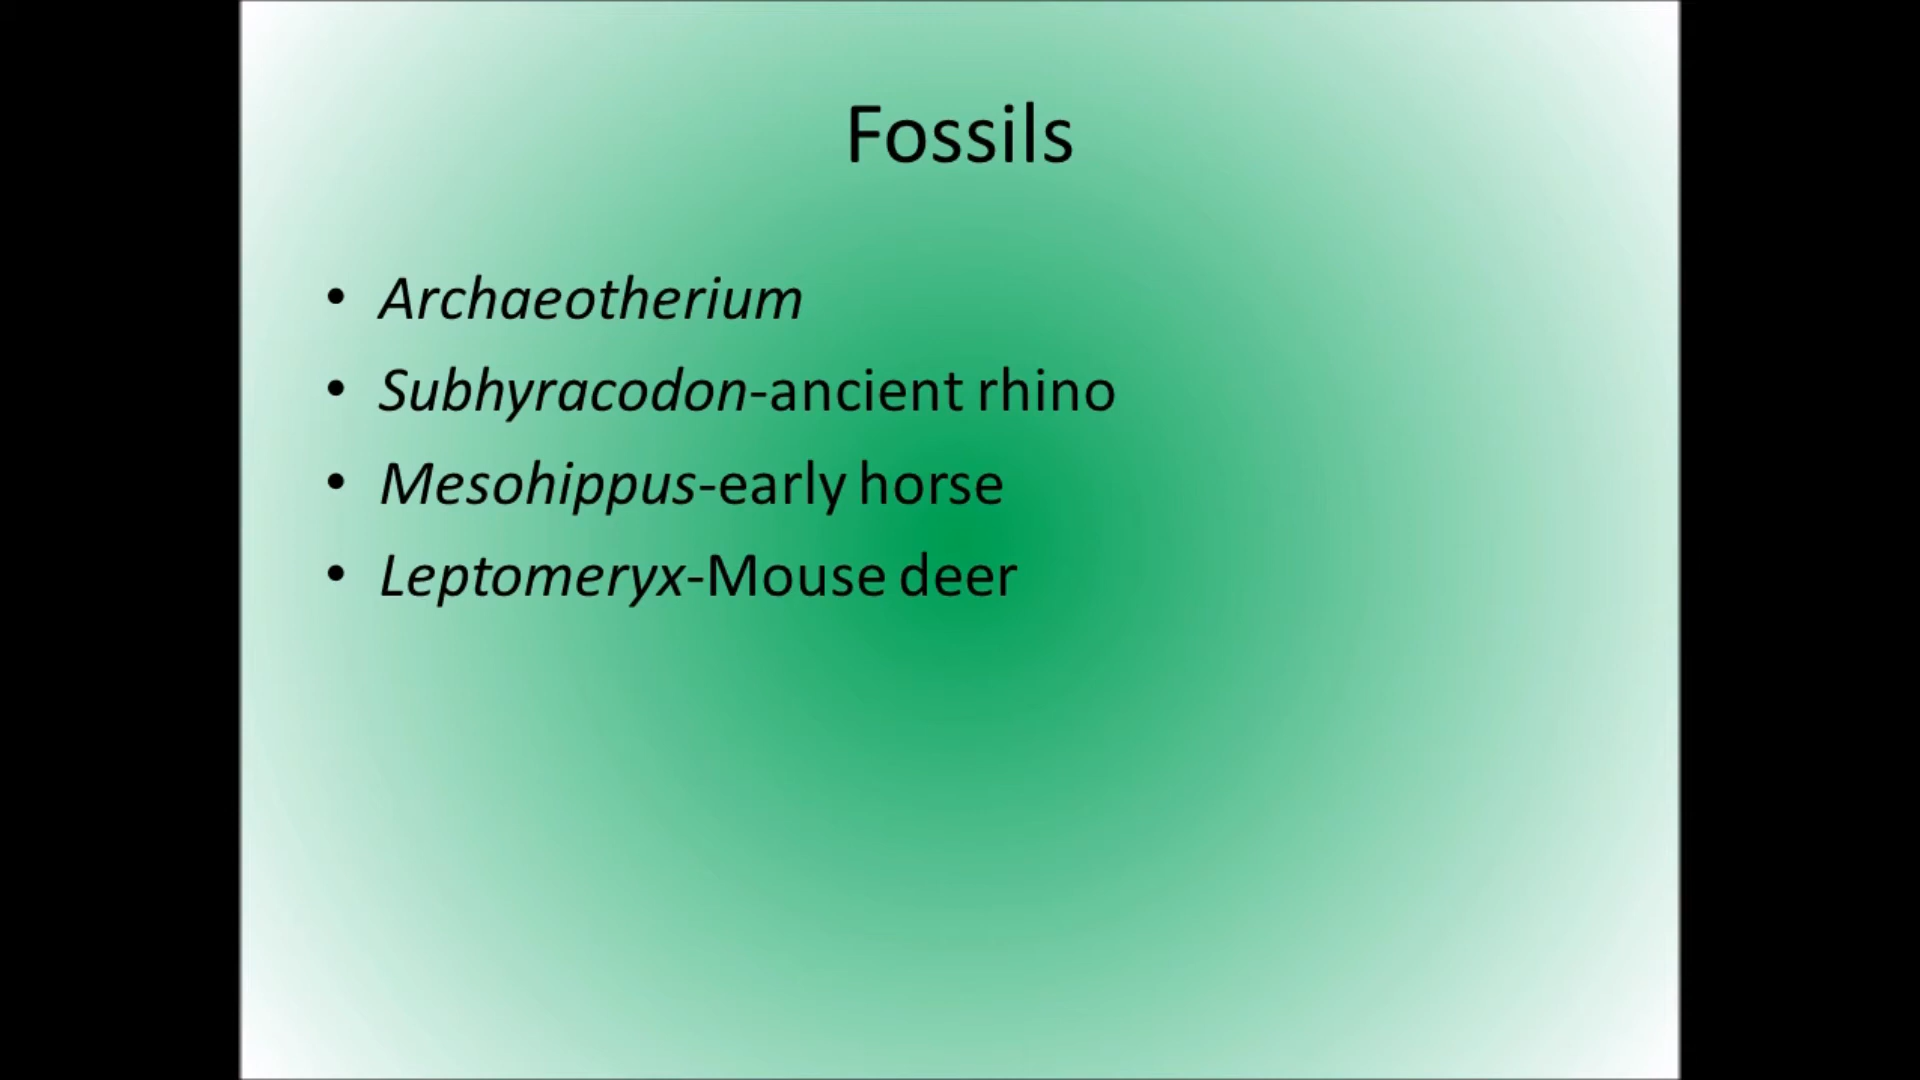 Fossils
• Archaeotherium
• Subhyracodon-ancient rhino
• Mesohippus-early horse
• Leptomeryx-Mouse deer